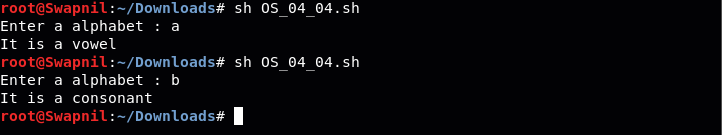 root@Swapnil:~/Downloads# sh OS_04_04.sh
Enter a alphabet : a
It is a vowel
root@Swapnil:~/Downloads# sh OS_04_04.sh
Enter a alphabet : b
It is a consonant
root@Swapnil:~/Downloads#